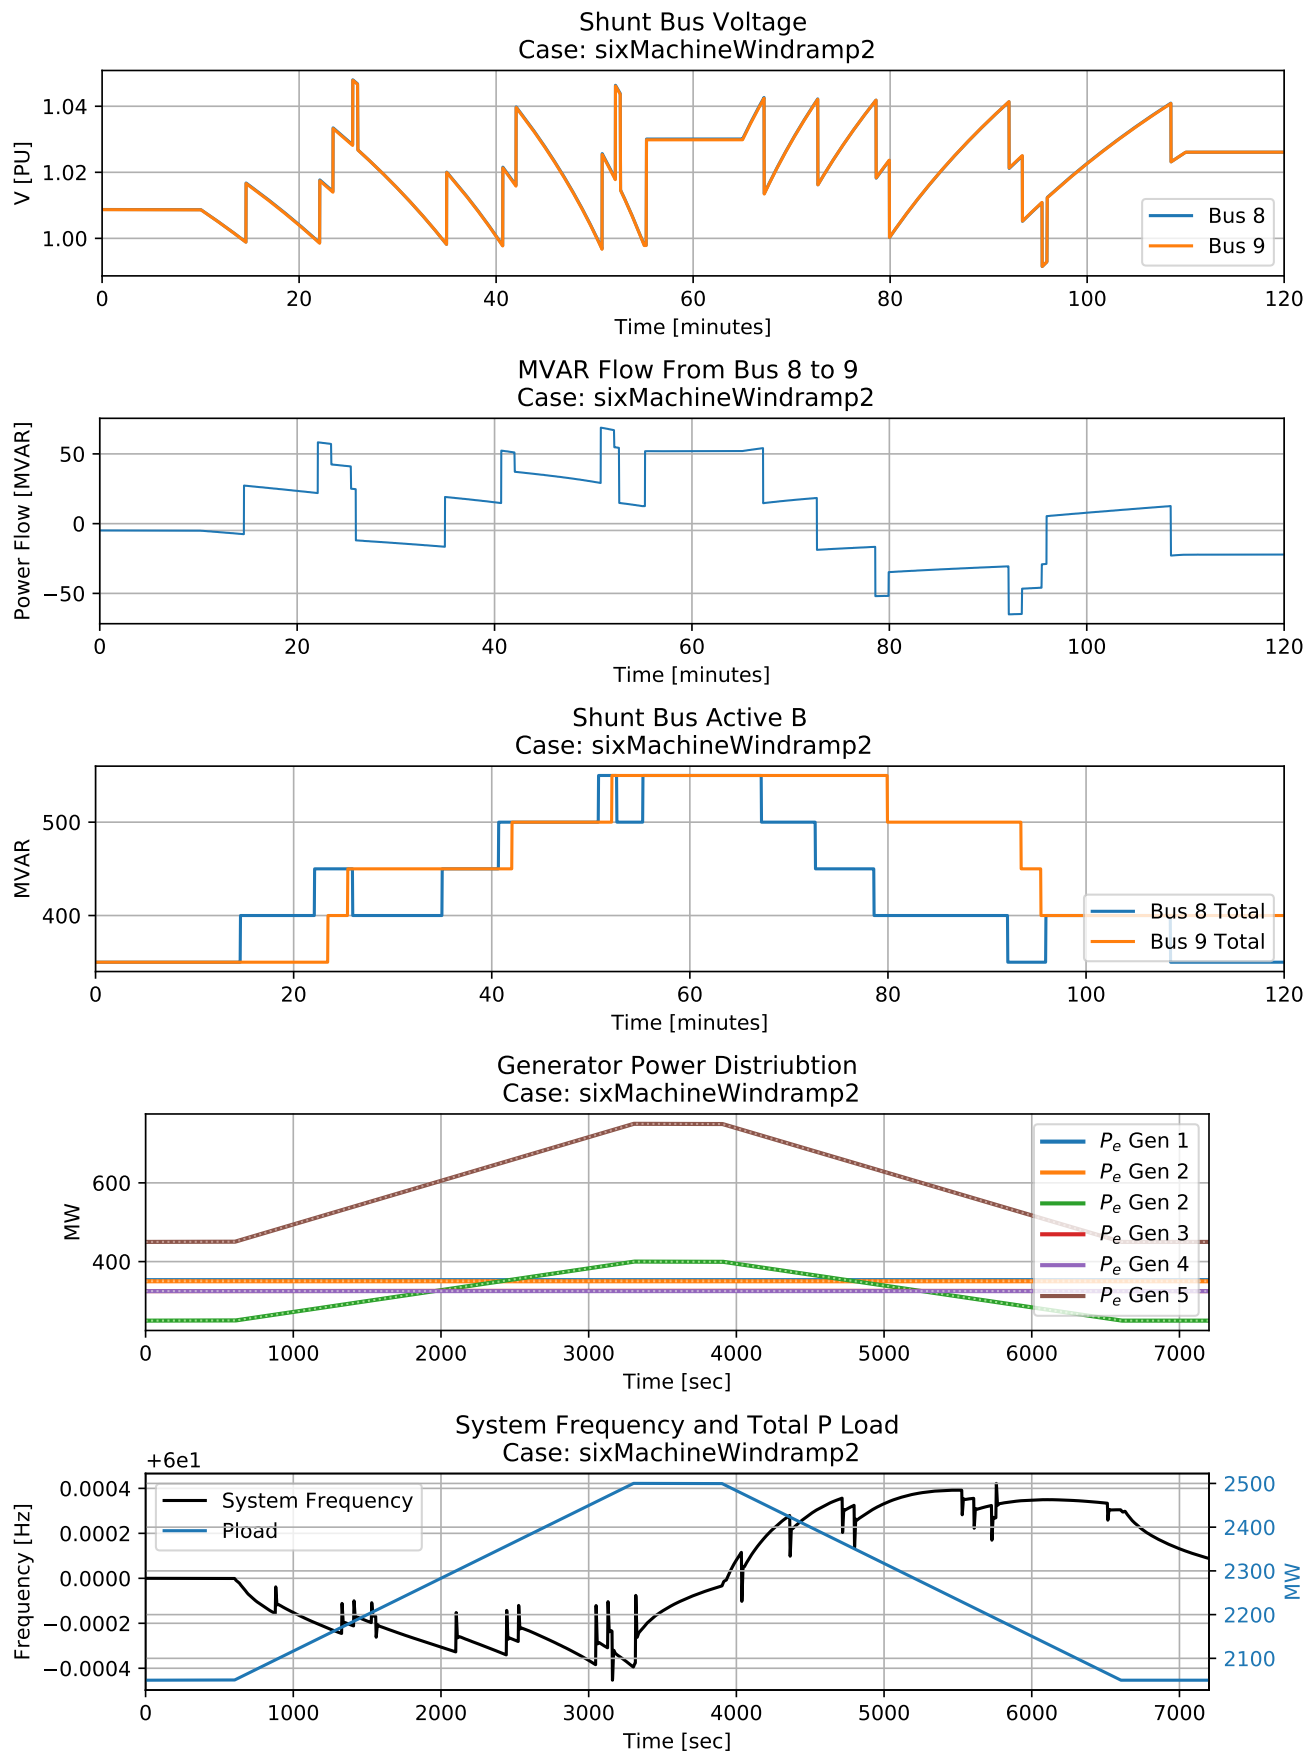 Shunt Bus Voltage
Case: sixMachineWindramp2
V [PU]
1.04
1.02
1.00
Bus 8
Bus 9
0 20 40 60 80 100 120
Time [minutes]
MVAR Flow From Bus 8 to 9
Case: sixMachineWindramp2
Power Flow [MVAR]
50
0
−50
0 20 40 60 80 100 120
Time [minutes]
Shunt Bus Active B
Case: sixMachineWindramp2
MVAR
500
400
Bus 8 Total
Bus 9 Total
0 20 40 60 80 100 120
Time [minutes]
Generator Power Distriubtion
Case: sixMachineWindramp2
MW
600
400
Pe Gen 1
Pe Gen 2
Pe Gen 2
Pe Gen 3
Pe Gen 4
Pe Gen 5
0 1000 2000 3000 4000 5000 6000 7000
Time [sec]
System Frequency and Total P Load
Case: sixMachineWindramp2
+6e1
Frequency [Hz]
0.0004
0.0002
0.0000
−0.0002
−0.0004
System Frequency
Pload
2500
2400
2300
2200
2100
MW
0 1000 2000 3000 4000 5000 6000 7000
Time [sec]